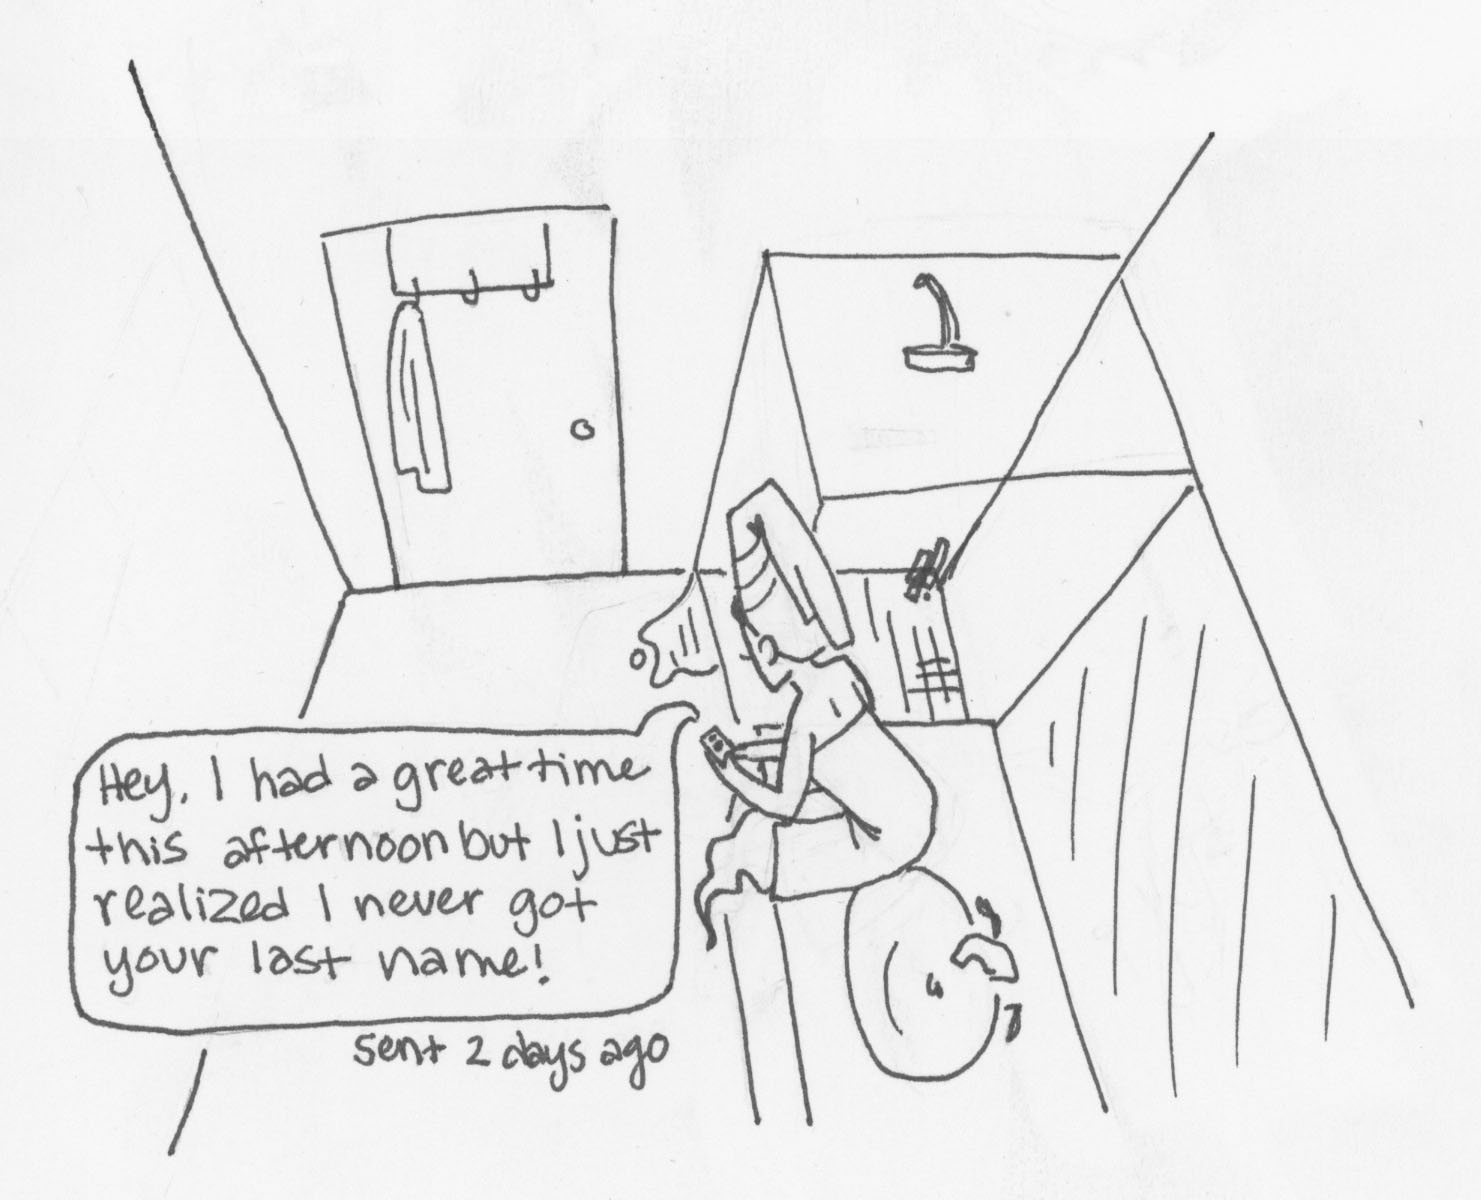 Hey, I had a great time
this afternoon but I just
realized I never got
your last name!
sent 2 days ago